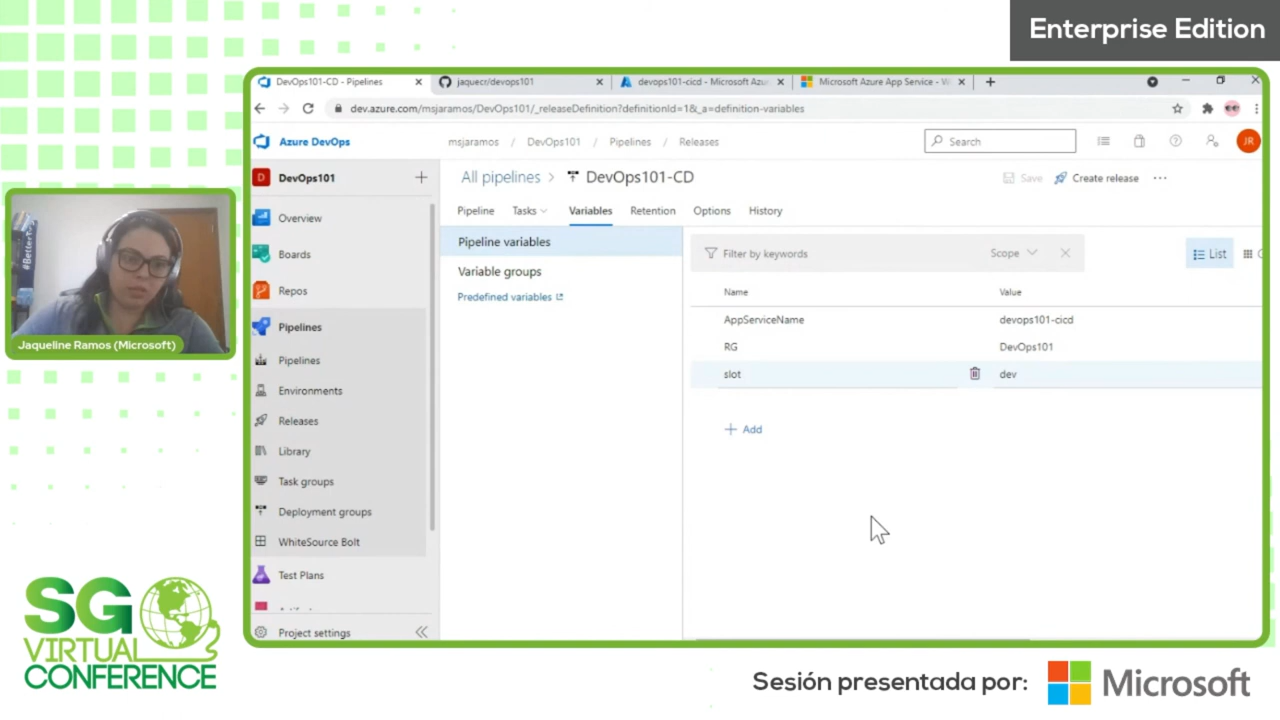 Enterprise Edition
DevOps101-CD - Pipelines
jaquecr/devops101
devops101-cicd - Microsoft Azu
Microsoft Azure App Service - W
dev.azure.com/msjaramos/DevOps101/_releaseDefinition?definitionId=1&_a=definition-variables
Azure DevOps
msjaramos / DevOps101 / Pipelines / Releases
Search
JR
D DevOps101
All pipelines > DevOps101-CD
Save
Create release
Pipeline Tasks Variables Retention Options History
Overview
Boards
Repos
Pipelines
Pipelines
Environments
Releases
Library
Task groups
Deployment groups
WhiteSource Bolt
Test Plans
Project settings
Pipeline variables
Variable groups
Predefined variables
Filter by keywords
Scope
List
Name Value
AppServiceName devops101-cicd
RG DevOps101
slot dev
+ Add
Jaqueline Ramos (Microsoft)
SG
VIRTUAL
CONFERENCE
Sesión presentada por:
Microsoft